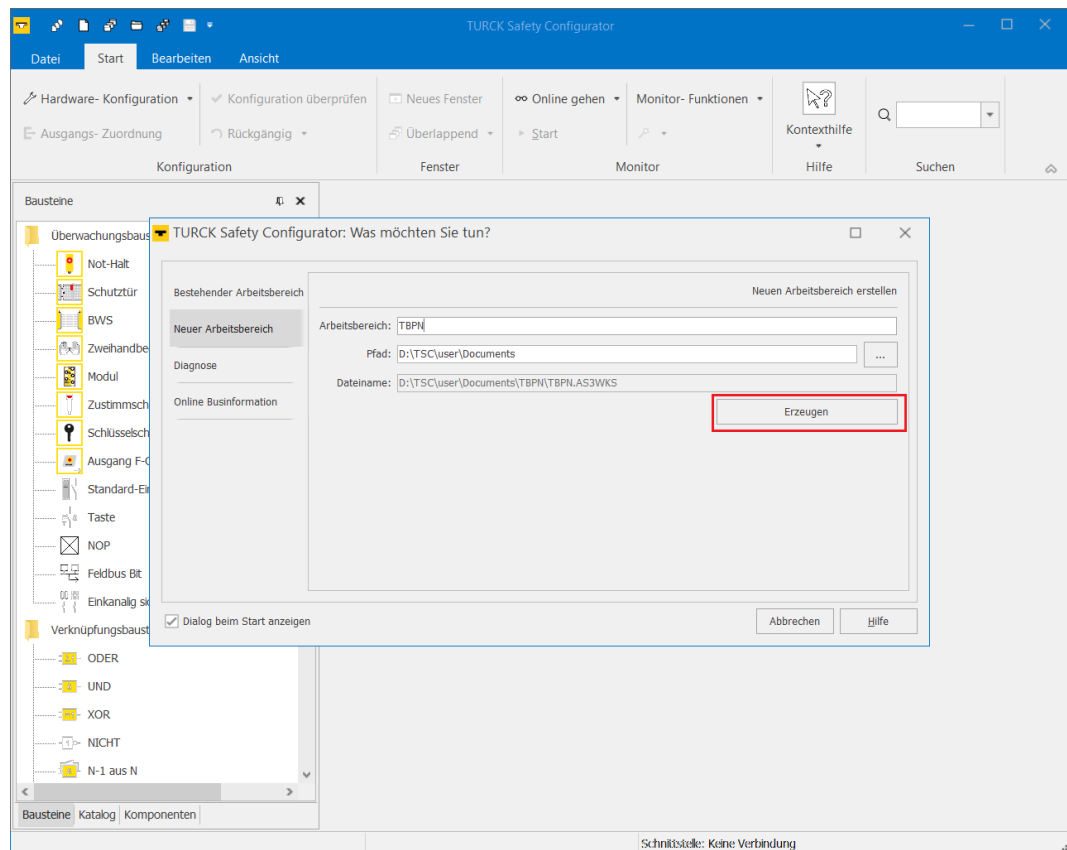 TURCK Safety Configurator
Datei Start Bearbeiten Ansicht
Hardware- Konfiguration Konfiguration überprüfen Neues Fenster Online gehen Monitor- Funktionen
Ausgangs- Zuordnung Rückgängig Überlappend Start Kontexthilfe
Konfiguration Fenster Monitor Hilfe Suchen
Bausteine
Überwachungsbaus
Not-Halt
Schutztür
BWS
Zweihandbe
Modul
Zustimmsch
Schlüsselsch
Ausgang F-C
Standard-Ein
Taste
NOP
Feldbus Bit
Einkanalig sic
Verknüpfungsbaust
ODER
UND
XOR
NICHT
N-1 aus N
Bausteine Katalog Komponenten
TURCK Safety Configurator: Was möchten Sie tun?
Bestehender Arbeitsbereich
Neuer Arbeitsbereich
Diagnose
Online Businformation
Neuen Arbeitsbereich erstellen
Arbeitsbereich: TBPN
Pfad: D:\TSC\user\Documents ...
Dateiname: D:\TSC\user\Documents\TBPN\TBPN.AS3WKS
Erzeugen
Dialog beim Start anzeigen
Abbrechen Hilfe
Schnittstelle: Keine Verbindung